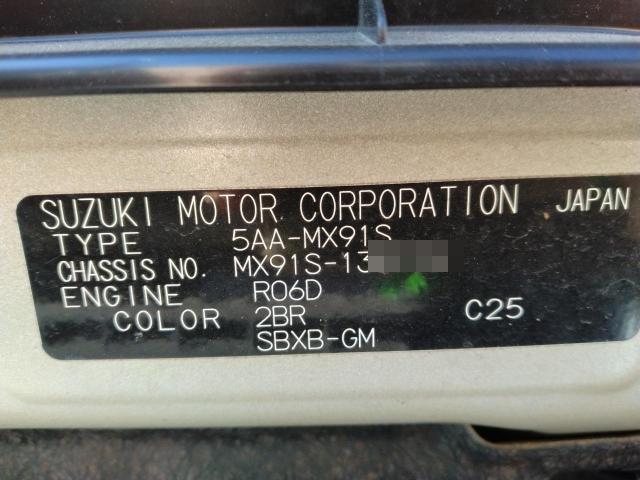 SUZUKI MOTOR CORPORATION JAPAN
TYPE 5AA-MX91S
CHASSIS NO. MX91S-13
ENGINE R06D
COLOR 2BR C25
SBXB-GM